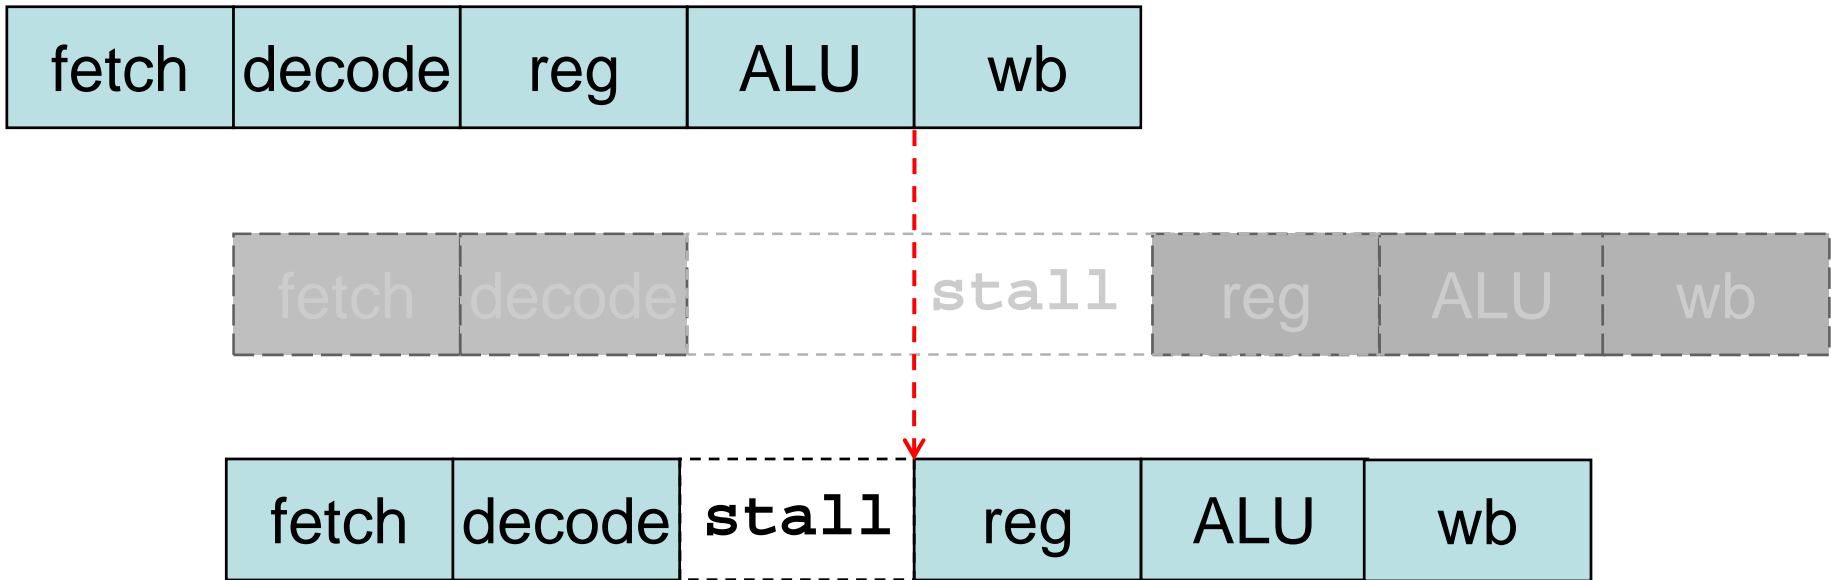 fetch decode reg ALU wb
fetch decode stall reg ALU wb
fetch decode stall reg ALU wb